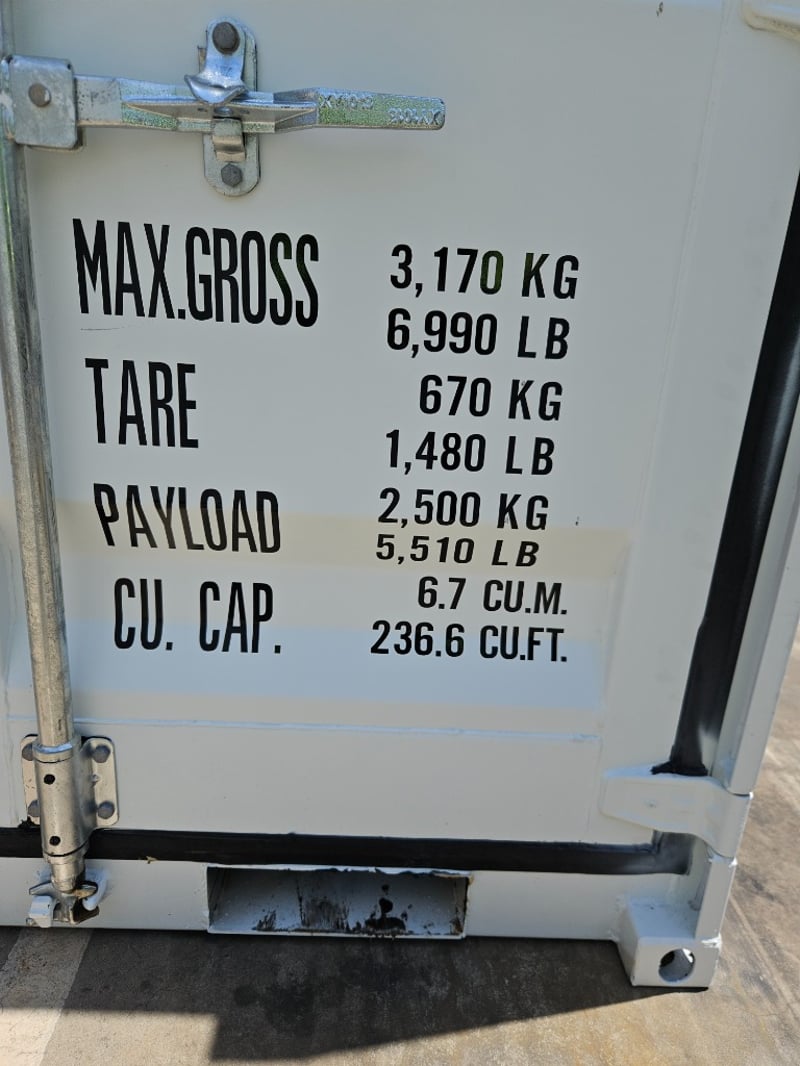 MAX.GROSS 3,170 KG
6,990 LB
TARE 670 KG
1,480 LB
PAYLOAD 2,500 KG
5,510 LB
CU. CAP. 6.7 CU.M.
236.6 CU.FT.